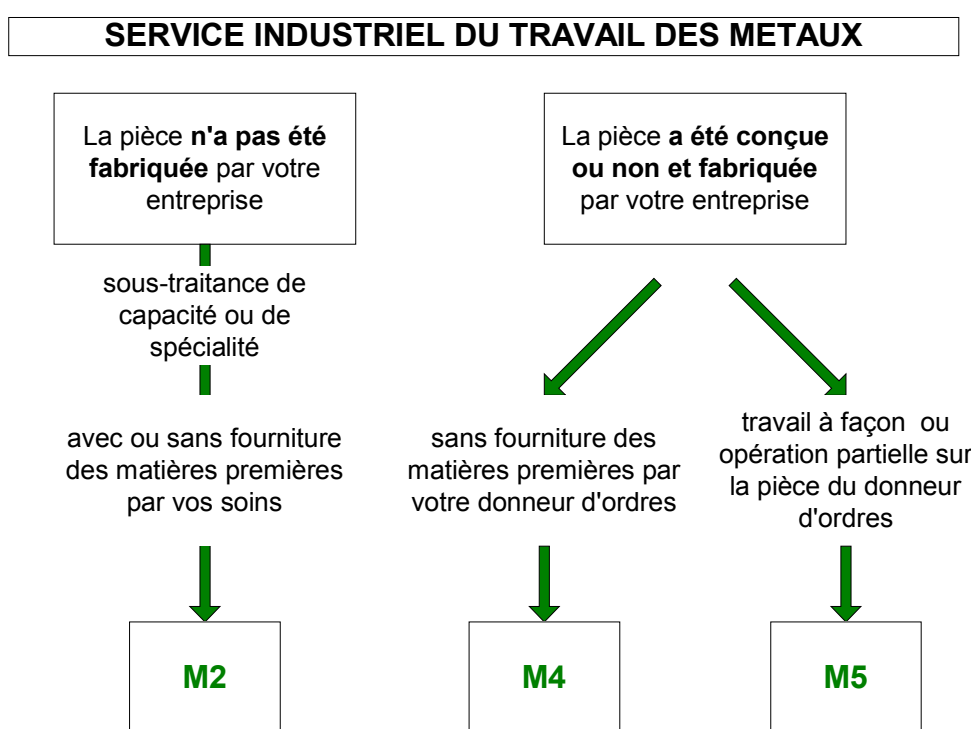 SERVICE INDUSTRIEL DU TRAVAIL DES METAUX
La pièce n'a pas été
fabriquée par votre
entreprise
sous-traitance de
capacité ou de
spécialité
avec ou sans fourniture
des matières premières
par vos soins
M2
La pièce a été conçue
ou non et fabriquée
par votre entreprise
sans fourniture des
matières premières par
votre donneur d'ordres
M4
travail à façon ou
opération partielle sur
la pièce du donneur
d'ordres
M5